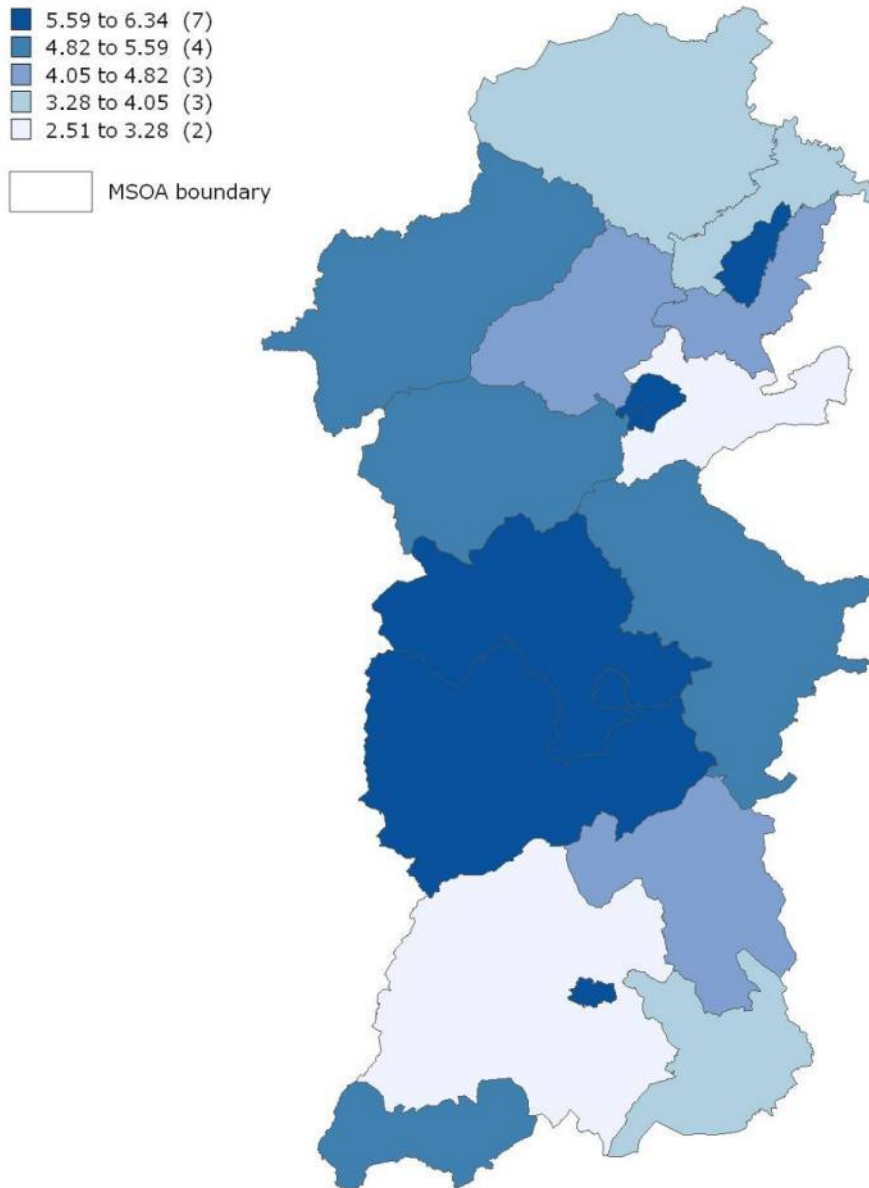 5.59 to 6.34 (7)
4.82 to 5.59 (4)
4.05 to 4.82 (3)
3.28 to 4.05 (3)
2.51 to 3.28 (2)
MSOA boundary